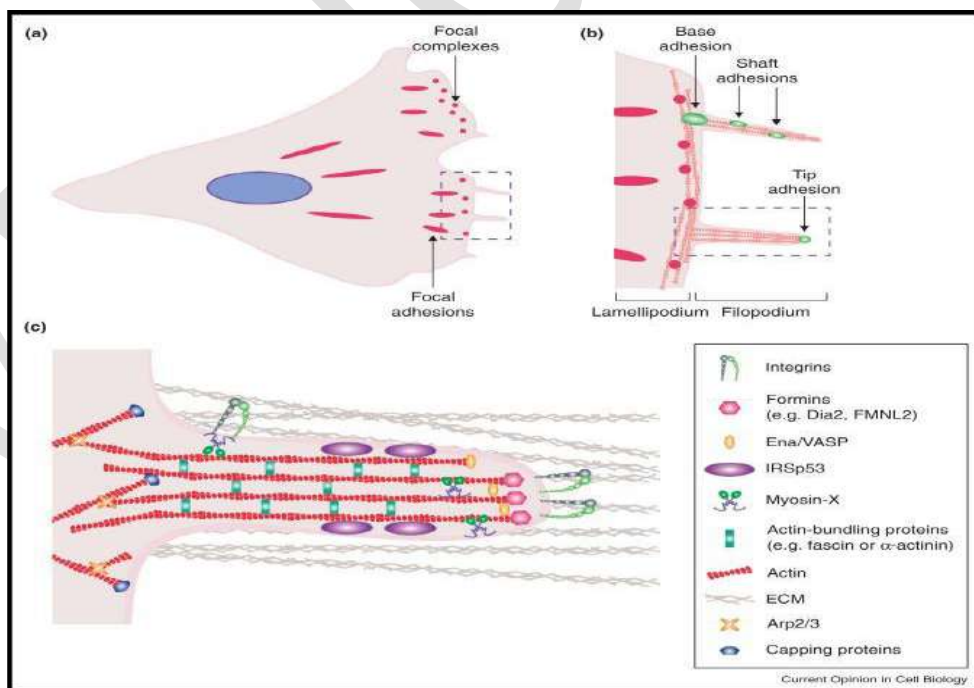 (a)
Focal
complexes
Focal
adhesions
(b)
Base
adhesion
Shaft
adhesions
Tip
adhesion
Lamellipodium
Filopodium
(c)
Integrins
Formins
(e.g. Dia2, FMNL2)
Ena/VASP
IRSp53
Myosin-X
Actin-bundling proteins
(e.g. fascin or α-actinin)
Actin
ECM
Arp2/3
Capping proteins
Current Opinion in Cell Biology